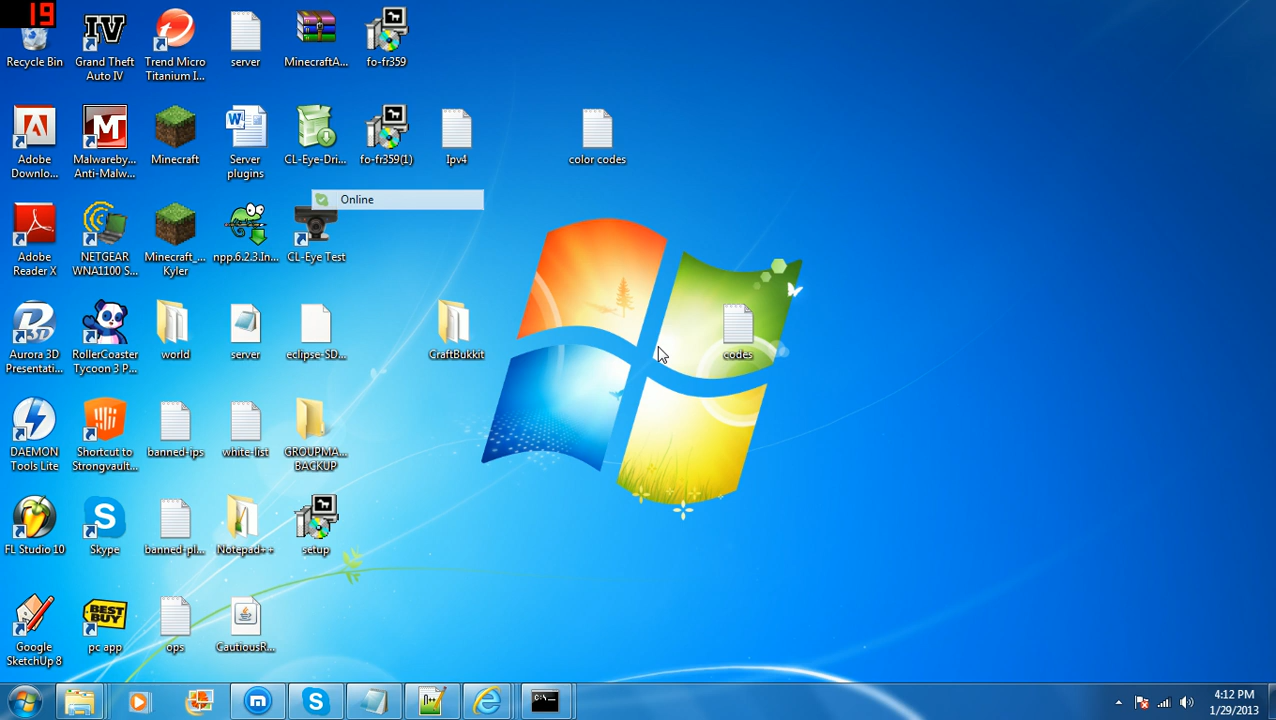 19
Recycle Bin
Grand Theft
Auto IV
Trend Micro
Titanium I...
server
MinecraftA...
fo-fr359
Adobe
Downlo...
Malwareby...
Anti-Malw...
Minecraft
Server
plugins
CL-Eye-Dri...
fo-fr359(1)
Ipv4
color codes
Online
Adobe
Reader X
NETGEAR
WNA1100 S...
Minecraft_...
Kyler
npp.6.2.3.In...
CL-Eye Test
Aurora 3D
Presentati...
RollerCoaster
Tycoon 3 P...
world
server
eclipse-SD...
CraftBukkit
codes
DAEMON
Tools Lite
Shortcut to
Strongvault...
banned-ips
white-list
GROUPMA...
BACKUP
FL Studio 10
Skype
banned-pl...
Notepad++
setup
Google
SketchUp 8
BEST
BUY
pc app
ops
CautiousR...
4:12 PM
1/29/2013